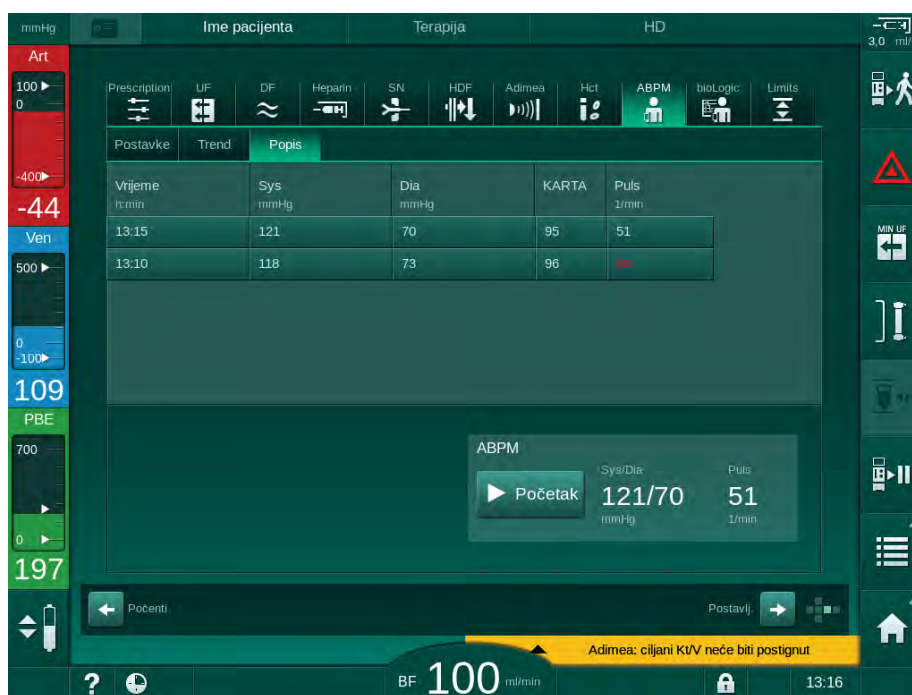 mmHg
Ime pacijenta
Terapija
HD
3,0 ml/
Art
100
0
-400
-44
Ven
500
0
-100
109
PBE
700
0
197
Prescription
UF
DF
Heparin
SN
HDF
Adimea
Hct
ABPM
bioLogic
Limits
Postavke
Trend
Popis
Vrijeme
Sys
Dia
KARTA
Puls
h:min
mmHg
mmHg
1/min
13:15 121 70 95 51
13:10 118 73 96
ABPM
Početak
Sys/Dia
121/70
mmHg
Puls
51
1/min
MIN UF
Početni
Postavlj.
Adimea: ciljani Kt/V neće biti postignut
?
BF 100 ml/min
13:16